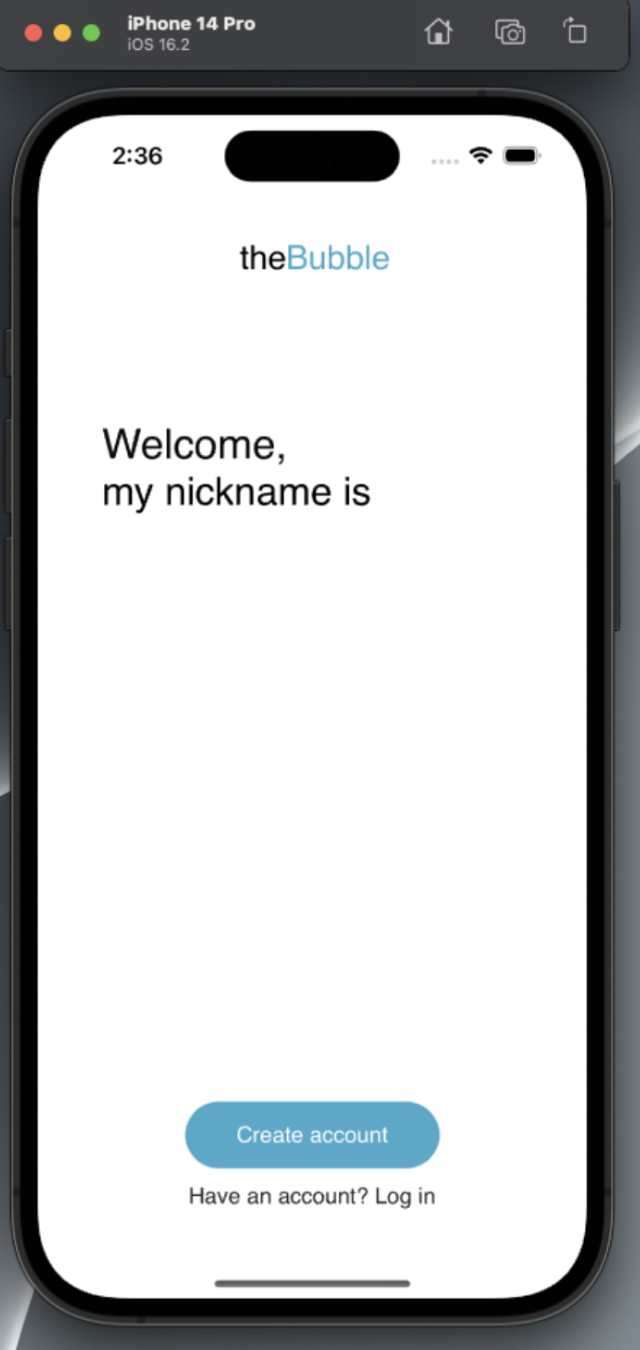 iPhone 14 Pro
iOS 16.2
2:36
theBubble
Welcome,
my nickname is
Create account
Have an account? Log in